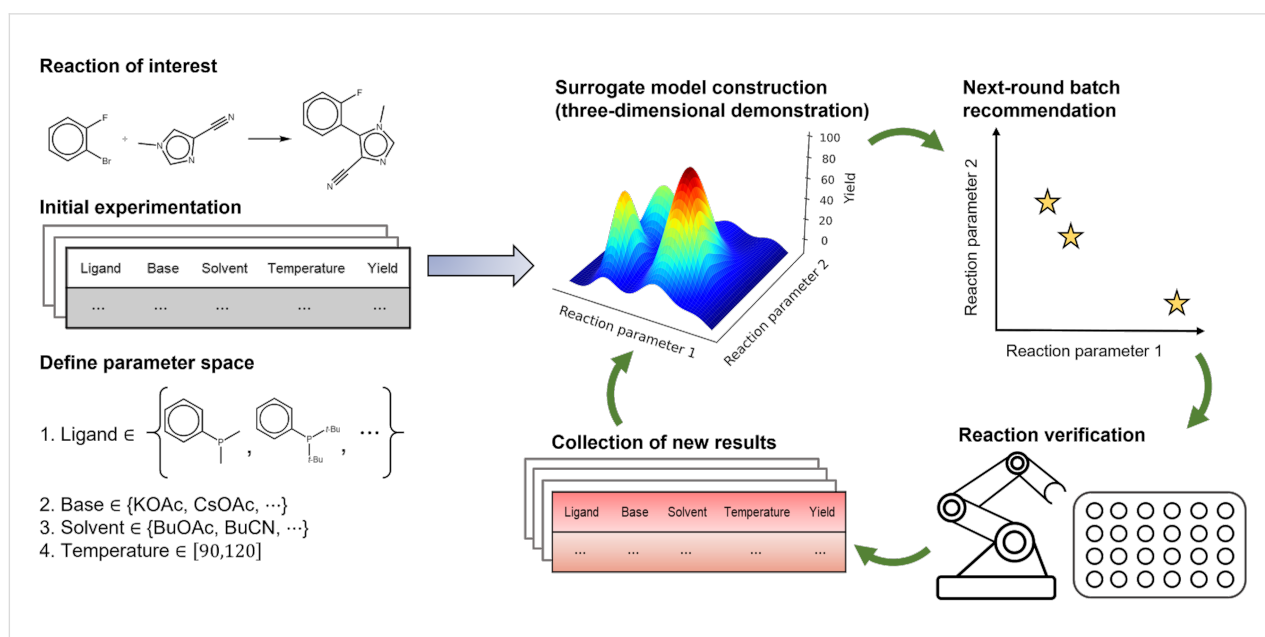 Reaction of interest
F
Br
+
N
N
N
F
N
N
N
Initial experimentation
Ligand Base Solvent Temperature Yield
... ... ... ... ...
Define parameter space
1. Ligand ∈ { P , P t-Bu t-Bu , ··· }
2. Base ∈ {KOAc, CsOAc, ···}
3. Solvent ∈ {BuOAc, BuCN, ···}
4. Temperature ∈ [90,120]
Surrogate model construction
(three-dimensional demonstration)
100
80
60
40
20
0
Yield
Reaction parameter 1
Reaction parameter 2
Next-round batch
recommendation
Reaction parameter 2
Reaction parameter 1
Reaction verification
Collection of new results
Ligand Base Solvent Temperature Yield
... ... ... ... ...